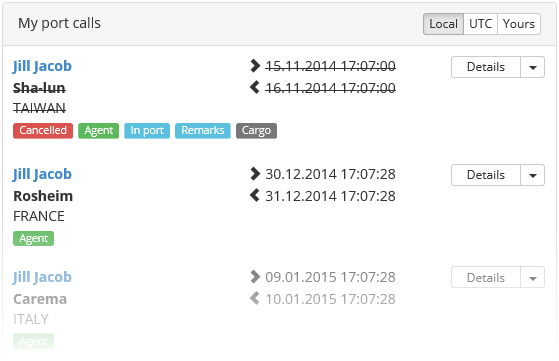 My port calls Local UTC Yours
Jill Jacob 15.11.2014 17:07:00 Details
Sha-lun 16.11.2014 17:07:00
TAIWAN
Cancelled Agent In port Remarks Cargo
Jill Jacob 30.12.2014 17:07:28 Details
Rosheim 31.12.2014 17:07:28
FRANCE
Agent
Jill Jacob 09.01.2015 17:07:28 Details
Carema 10.01.2015 17:07:28
ITALY
Agent